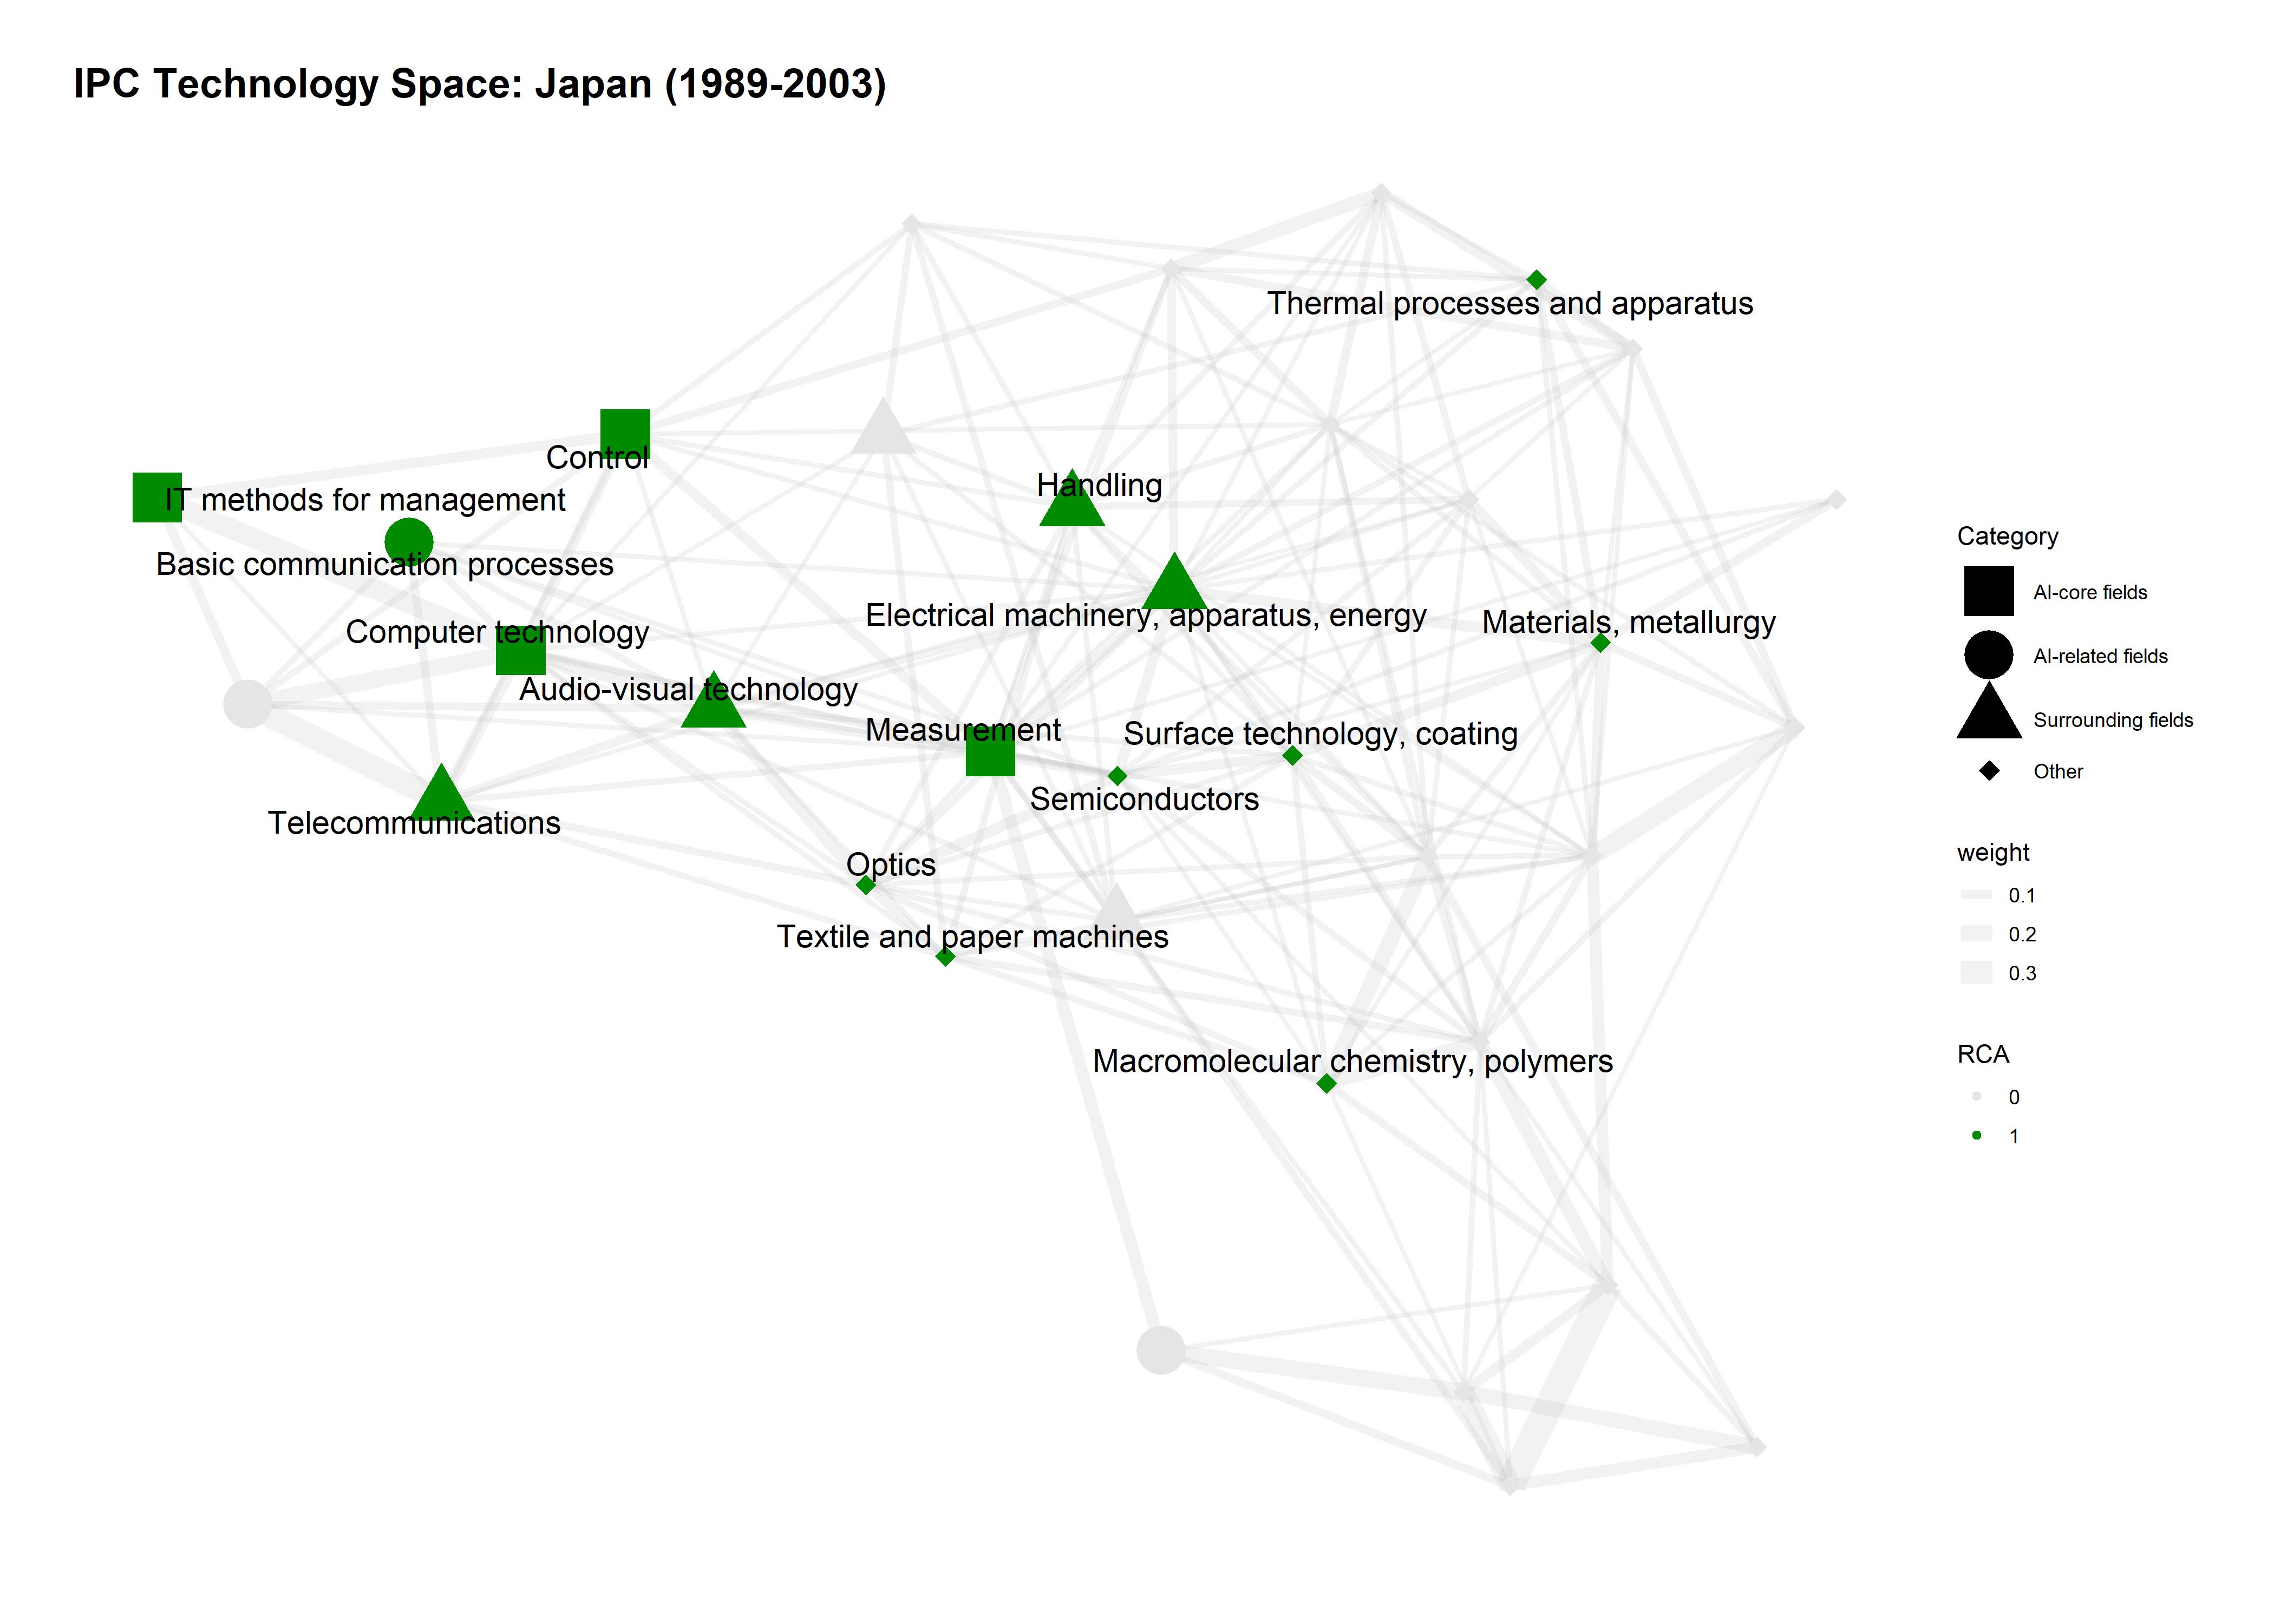 IPC Technology Space: Japan (1989-2003)
Thermal processes and apparatus
Control
IT methods for management
Handling
Basic communication processes
Electrical machinery, apparatus, energy
Materials, metallurgy
Computer technology
Audio-visual technology
Measurement
Surface technology, coating
Semiconductors
Telecommunications
Optics
Textile and paper machines
Macromolecular chemistry, polymers
Category
AI-core fields
AI-related fields
Surrounding fields
Other
weight
0.1
0.2
0.3
RCA
0
1